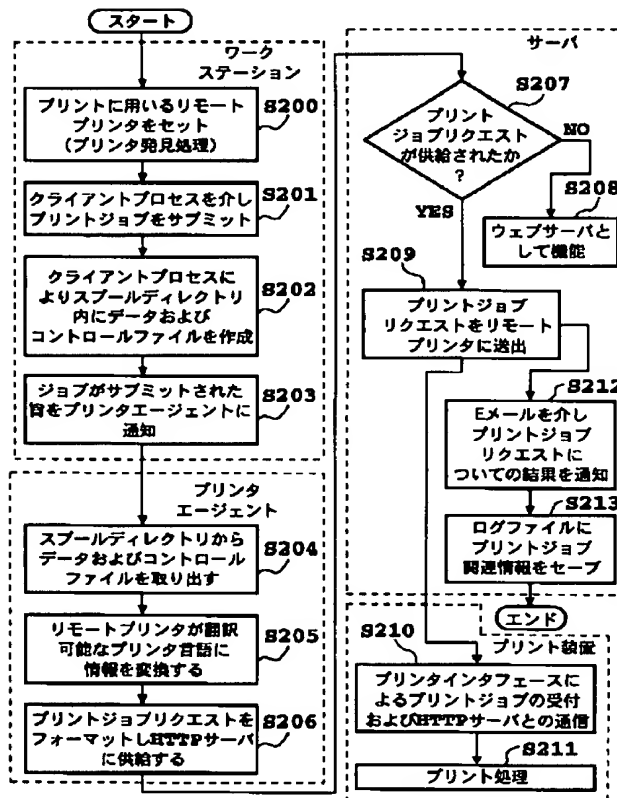 スタート
ワーク
ステーション
プリントに用いるリモート
プリンタをセット
(プリンタ発見処理)
S200
クライアントプロセスを介し
プリントジョブをサブミット
S201
クライアントプロセスに
よりスプールディレクトリ
内にデータおよび
コントロールファイルを作成
S202
ジョブがサブミットされた
旨をプリンタエージェントに
通知
S203
プリンタ
エージェント
スプールディレクトリから
データおよびコントロール
ファイルを取り出す
S204
リモートプリンタが翻訳
可能なプリンタ言語に
情報を変換する
S205
プリントジョブリクエストを
フォーマットしHTTPサーバ
に供給する
S206
サーバ
S207
プリント
ジョブリクエスト
が供給されたか
?
NO
YES
S208
ウェブサーバと
して機能
S209
プリントジョブ
リクエストをリモート
プリンタに送出
S212
Eメールを介し
プリントジョブ
リクエストに
ついての結果を通知
S213
ログファイルに
プリントジョブ
関連情報をセーブ
エンド
プリント装置
S210
プリンタインタフェースに
よるプリントジョブの受付
およびHTTPサーバとの通信
S211
プリント処理